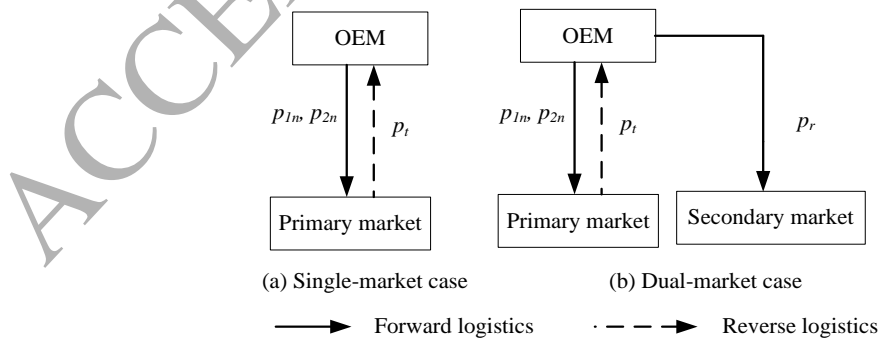 ACCE
OEM
p1n, p2n
pt
Primary market
(a) Single-market case
OEM
p1n, p2n
pt
pr
Primary market
Secondary market
(b) Dual-market case
Forward logistics
Reverse logistics